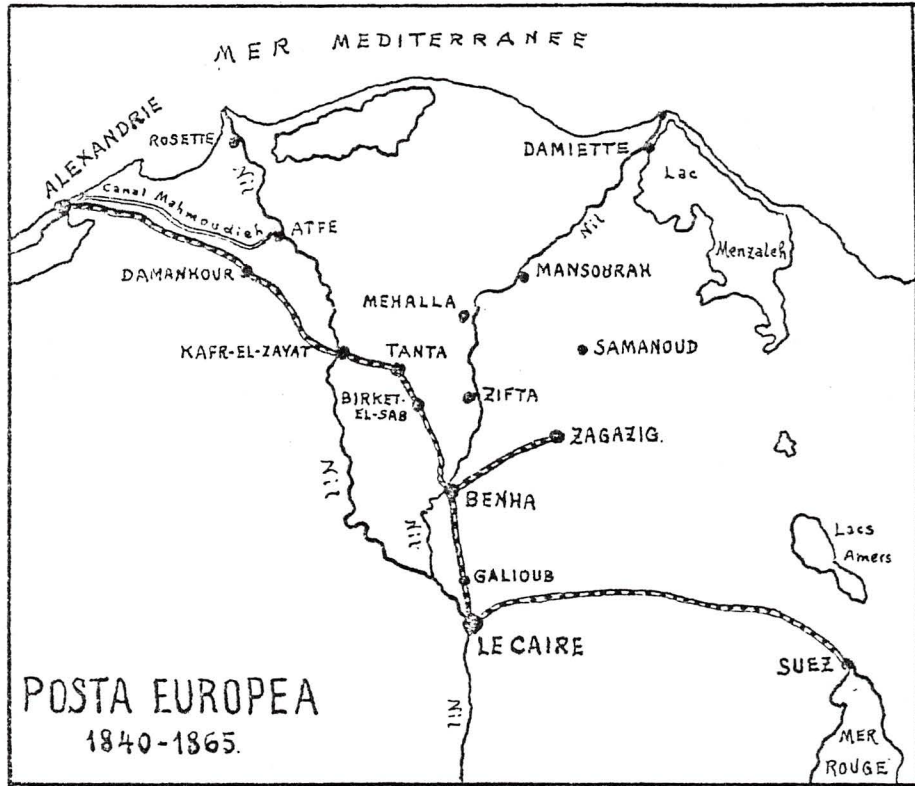 MER MEDITERRANEE
ALEXANDRIE
ROSETTE
Nil
DAMIETTE
Lac
Menzaleh
Canal Mahmoudieh
ATFE
Nil
DAMANHOUR
MANSOURAH
MEHALLA
KAFR-EL-ZAYAT
TANTA
SAMANOUD
BIRKET-
EL-SAB
ZIFTA
ZAGAZIG.
Nil
BENHA
Nil
Lacs
Amers
GALIOUB
LE CAIRE
SUEZ
Nil
MER
ROUGE
POSTA EUROPEA
1840-1865.